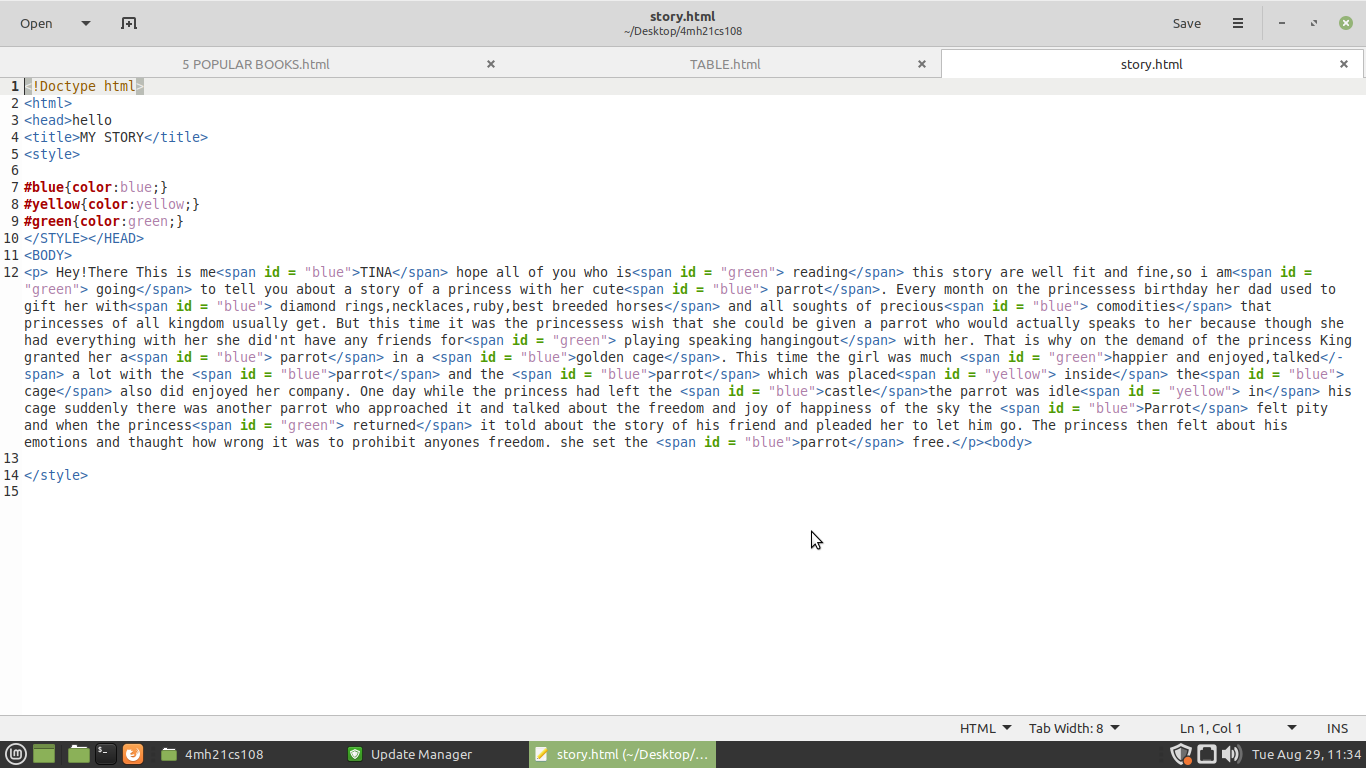 Open
story.html
~/Desktop/4mh21cs108
Save
5 POPULAR BOOKS.html
TABLE.html
story.html
1 <!Doctype html>
2 <html>
3 <head>hello
4 <title>MY STORY</title>
5 <style>
6
7 #blue{color:blue;}
8 #yellow{color:yellow;}
9 #green{color:green;}
10 </STYLE></HEAD>
11 <BODY>
12 <p> Hey!There This is me<span id = "blue">TINA</span> hope all of you who is<span id = "green"> reading</span> this story are well fit and fine,so i am<span id =
"green"> going</span> to tell you about a story of a princess with her cute<span id = "blue"> parrot</span>. Every month on the princessess birthday her dad used to
gift her with<span id = "blue"> diamond rings,necklaces,ruby,best breeded horses</span> and all soughts of precious<span id = "blue"> comodities</span> that
princesses of all kingdom usually get. But this time it was the princessess wish that she could be given a parrot who would actually speaks to her because though she
had everything with her she did'nt have any friends for<span id = "green"> playing speaking hangingout</span> with her. That is why on the demand of the princess King
granted her a<span id = "blue"> parrot</span> in a <span id = "blue">golden cage</span>. This time the girl was much <span id = "green">happier and enjoyed,talked</-
span> a lot with the <span id = "blue">parrot</span> and the <span id = "blue">parrot</span> which was placed<span id = "yellow"> inside</span> the<span id = "blue">
cage</span> also did enjoyed her company. One day while the princess had left the <span id = "blue">castle</span>the parrot was idle<span id = "yellow"> in</span> his
cage suddenly there was another parrot who approached it and talked about the freedom and joy of happiness of the sky the <span id = "blue">Parrot</span> felt pity
and when the princess<span id = "green"> returned</span> it told about the story of his friend and pleaded her to let him go. The princess then felt about his
emotions and thaught how wrong it was to prohibit anyones freedom. she set the <span id = "blue">parrot</span> free.</p><body>
13
14 </style>
15
HTML Tab Width: 8 Ln 1, Col 1 INS
4mh21cs108
Update Manager
story.html (~/Desktop/...
Tue Aug 29, 11:34